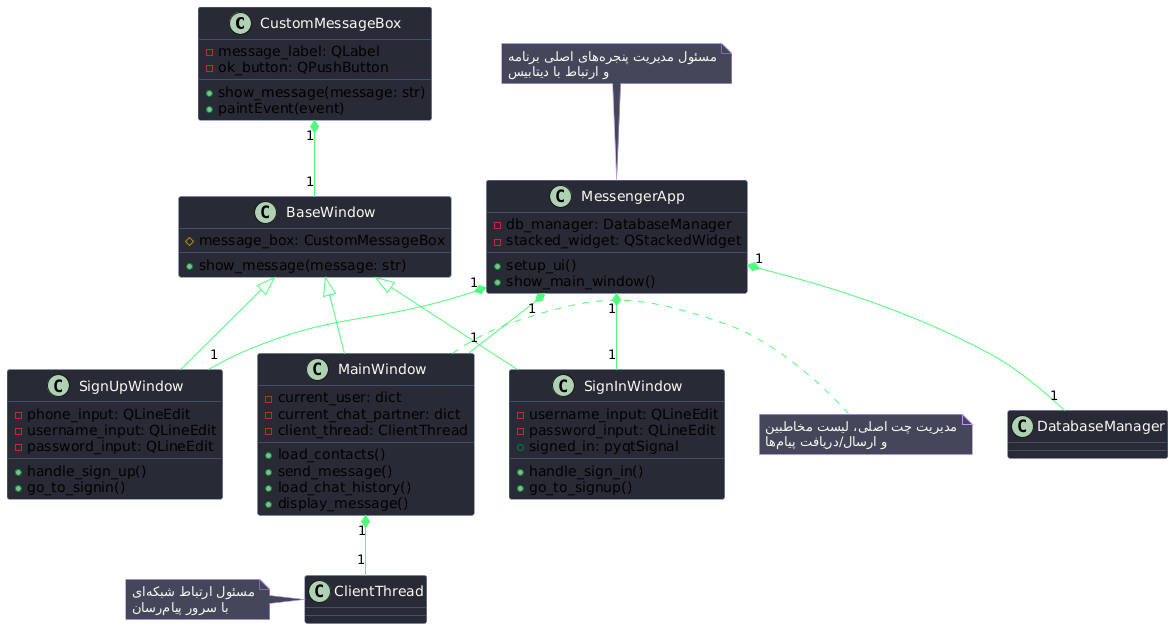 C CustomMessageBox
message_label: QLabel
ok_button: QPushButton
show_message(message: str)
paintEvent(event)
مسئول مدیریت پنجره‌های اصلی برنامه
و ارتباط با دیتابیس
1
1
C BaseWindow
message_box: CustomMessageBox
show_message(message: str)
C MessengerApp
db_manager: DatabaseManager
stacked_widget: QStackedWidget
setup_ui()
show_main_window()
1
1
1
1
1
1
1
1
C SignUpWindow
phone_input: QLineEdit
username_input: QLineEdit
password_input: QLineEdit
handle_sign_up()
go_to_signin()
C MainWindow
current_user: dict
current_chat_partner: dict
client_thread: ClientThread
load_contacts()
send_message()
load_chat_history()
display_message()
C SignInWindow
username_input: QLineEdit
password_input: QLineEdit
signed_in: pyqtSignal
handle_sign_in()
go_to_signup()
مدیریت چت اصلی، لیست مخاطبین
و ارسال/دریافت پیام‌ها
C DatabaseManager
1
1
مسئول ارتباط شبکه‌ای
با سرور پیام‌رسان
C ClientThread